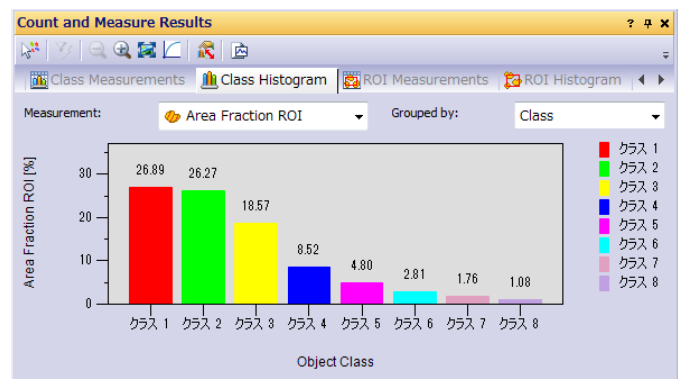 Count and Measure Results
Class Measurements Class Histogram ROI Measurements ROI Histogram
Measurement: Area Fraction ROI Grouped by: Class
Area Fraction ROI [%]
30
20
10
0
26.89 26.27 18.57 8.52 4.80 2.81 1.76 1.08
クラス 1 クラス 2 クラス 3 クラス 4 クラス 5 クラス 6 クラス 7 クラス 8
Object Class
クラス 1
クラス 2
クラス 3
クラス 4
クラス 5
クラス 6
クラス 7
クラス 8